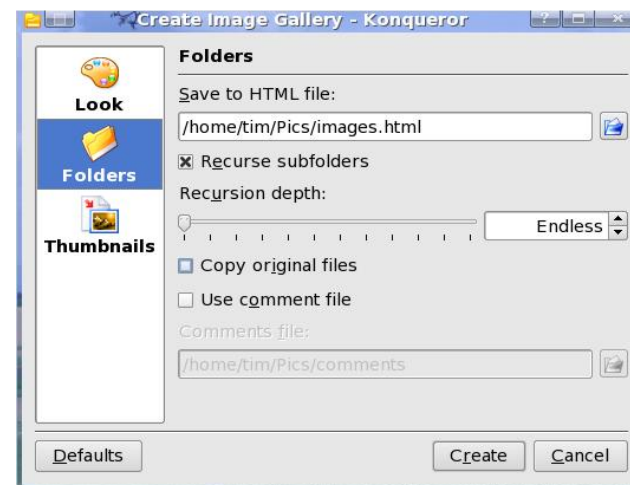 Create Image Gallery - Konqueror
Look
Folders
Thumbnails
Folders
Save to HTML file:
/home/tim/Pics/images.html
Recurse subfolders
Recursion depth:
Endless
Copy original files
Use comment file
Comments file:
/home/tim/Pics/comments
Defaults
Create
Cancel